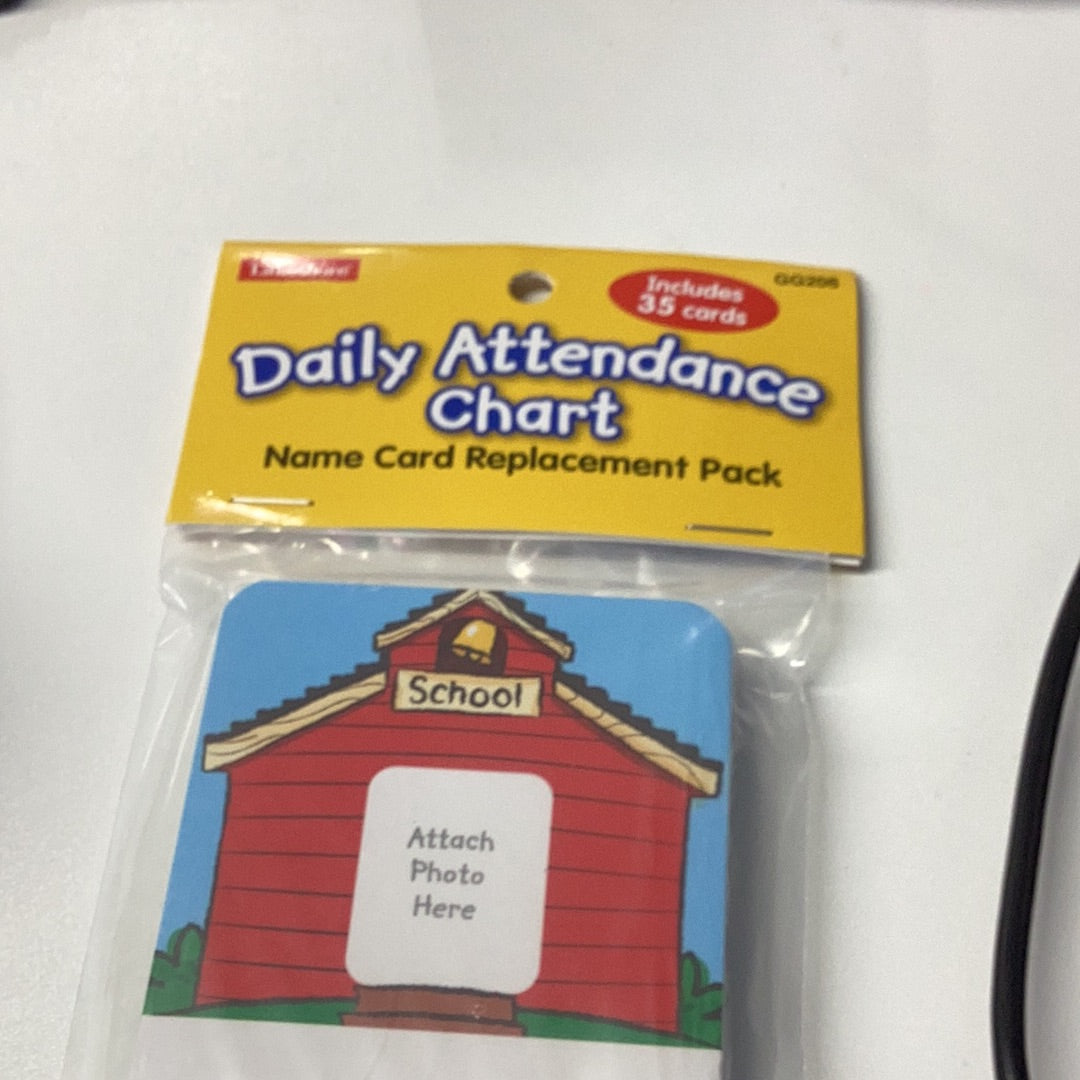 Includes
35 cards
Daily Attendance
Chart
Name Card Replacement Pack
School
Attach
Photo
Here